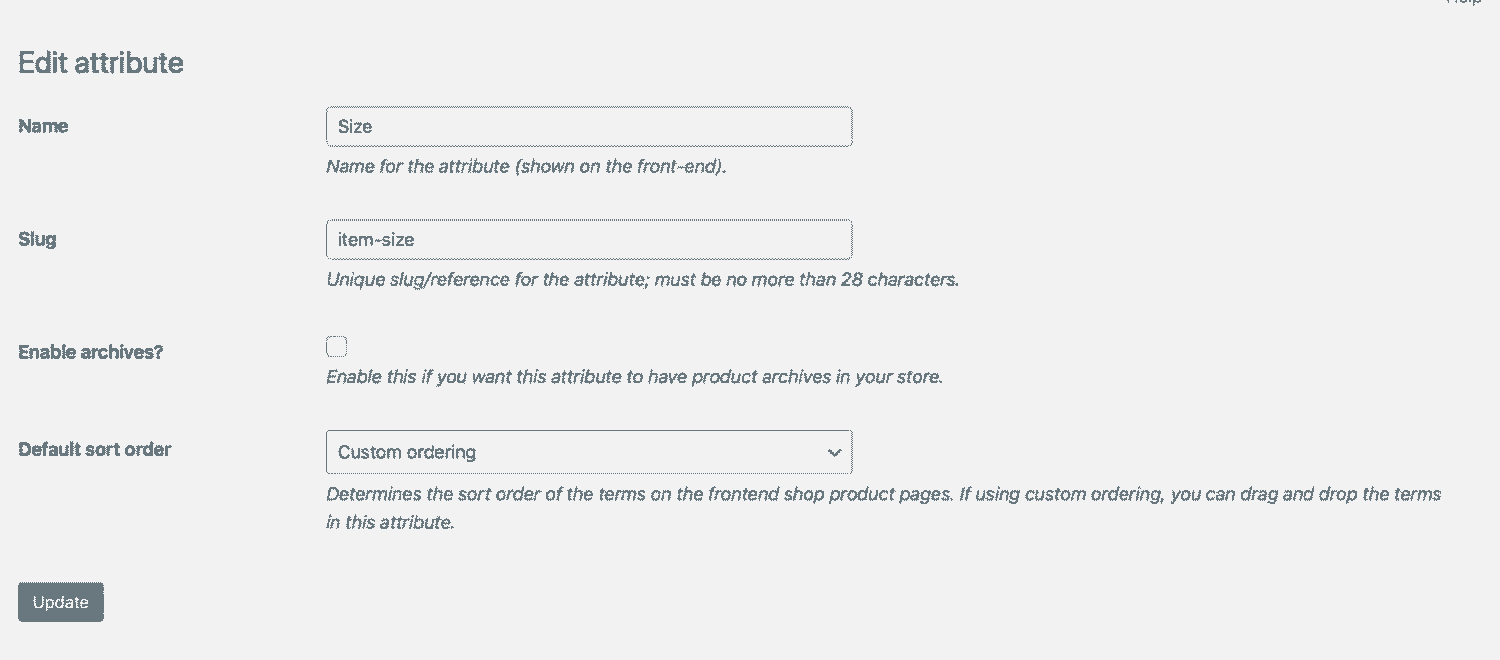 Help
Edit attribute
Name
Size
Name for the attribute (shown on the front-end).
Slug
item-size
Unique slug/reference for the attribute; must be no more than 28 characters.
Enable archives?
Enable this if you want this attribute to have product archives in your store.
Default sort order
Custom ordering
Determines the sort order of the terms on the frontend shop product pages. If using custom ordering, you can drag and drop the terms
in this attribute.
Update